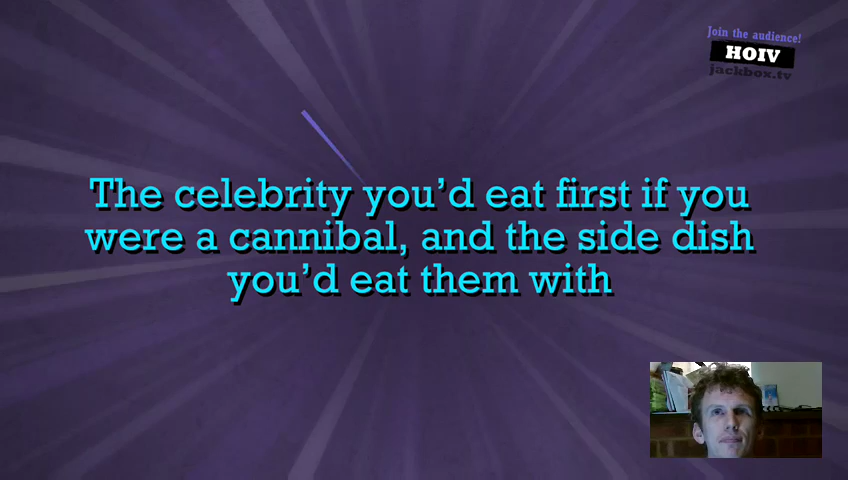 Join the audience!
HOIV
jackbox.tv
The celebrity you'd eat first if you
were a cannibal, and the side dish
you'd eat them with